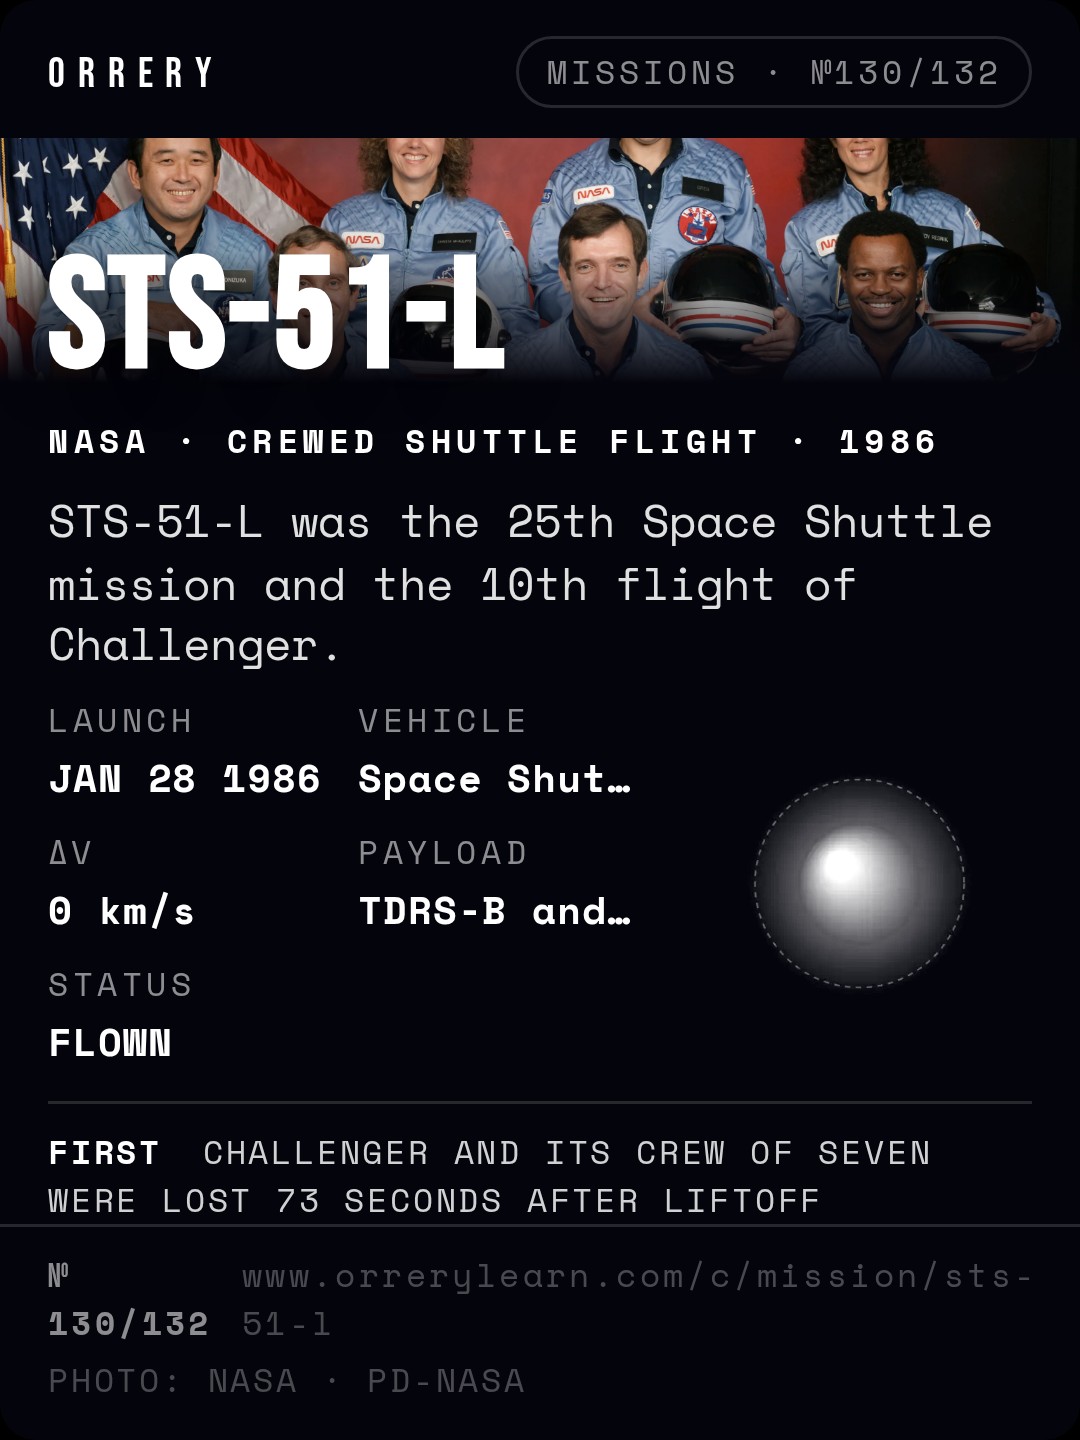 ORRERY
MISSIONS · №130/132
NASA
NASA
NASA
STS-51-L
NASA · CREWED SHUTTLE FLIGHT · 1986
STS-51-L was the 25th Space Shuttle
mission and the 10th flight of
Challenger.
LAUNCH VEHICLE
JAN 28 1986 Space Shut…
ΔV PAYLOAD
0 km/s TDRS-B and…
STATUS
FLOWN
FIRST CHALLENGER AND ITS CREW OF SEVEN
WERE LOST 73 SECONDS AFTER LIFTOFF
№ www.orrerylearn.com/c/mission/sts-
130/132 51-l
PHOTO: NASA · PD-NASA